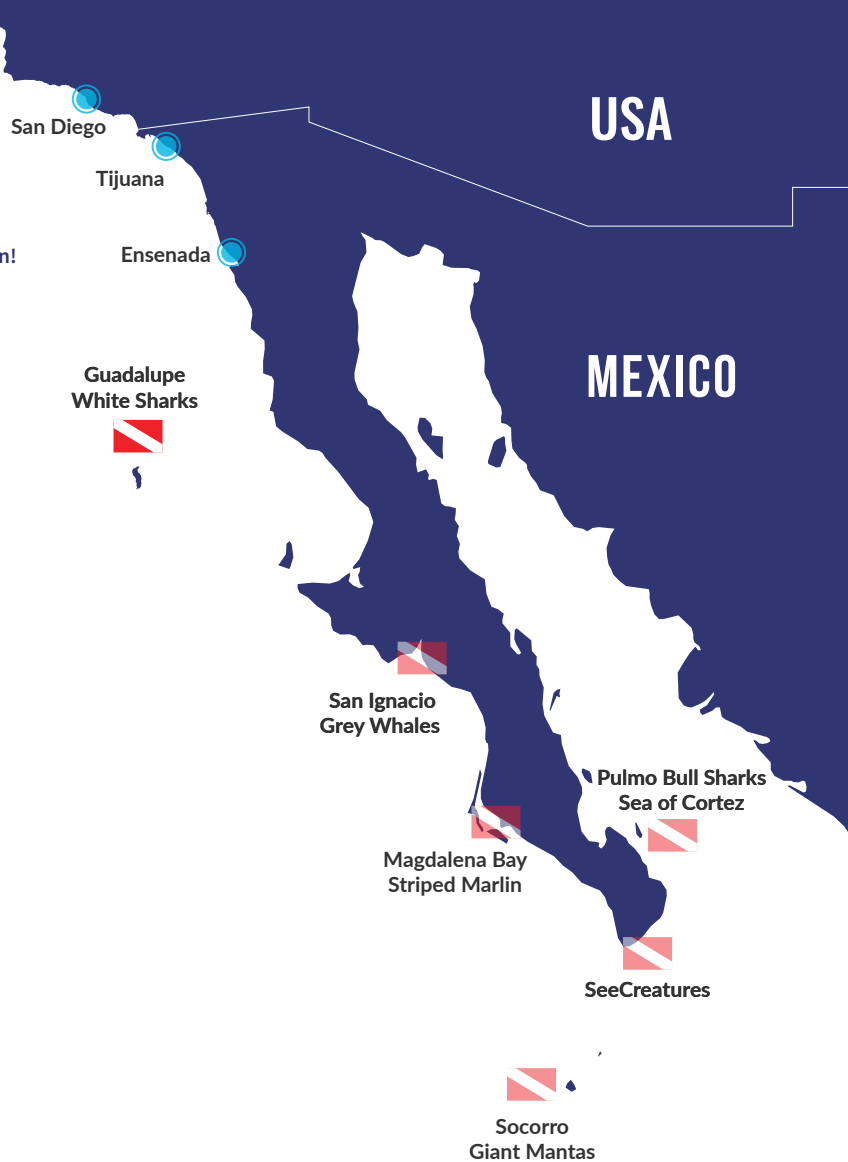 USA
San Diego
Tijuana
Ensenada
n!
MEXICO
Guadalupe
White Sharks
San Ignacio
Grey Whales
Pulmo Bull Sharks
Sea of Cortez
Magdalena Bay
Striped Marlin
SeeCreatures
Socorro
Giant Mantas